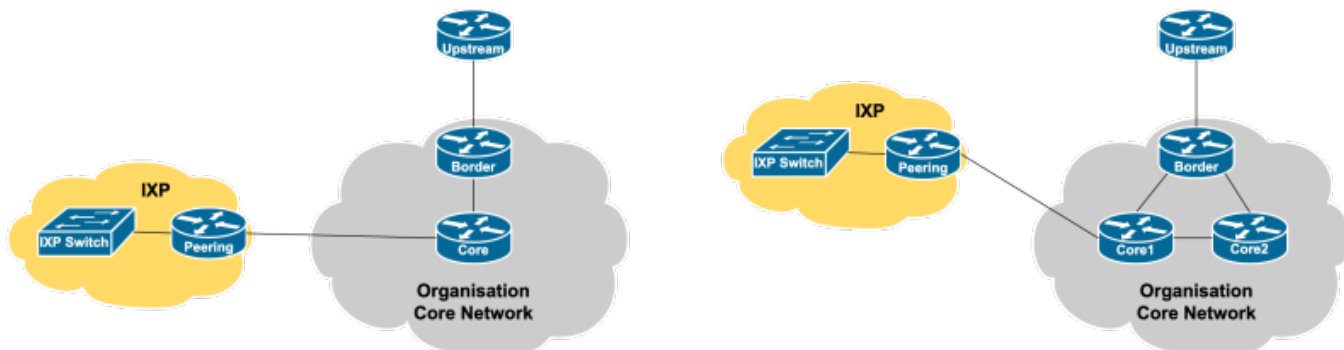 Upstream
Border
IXP
IXP Switch
Peering
Core
Organisation
Core Network
Upstream
IXP
IXP Switch
Peering
Border
Core1
Core2
Organisation
Core Network